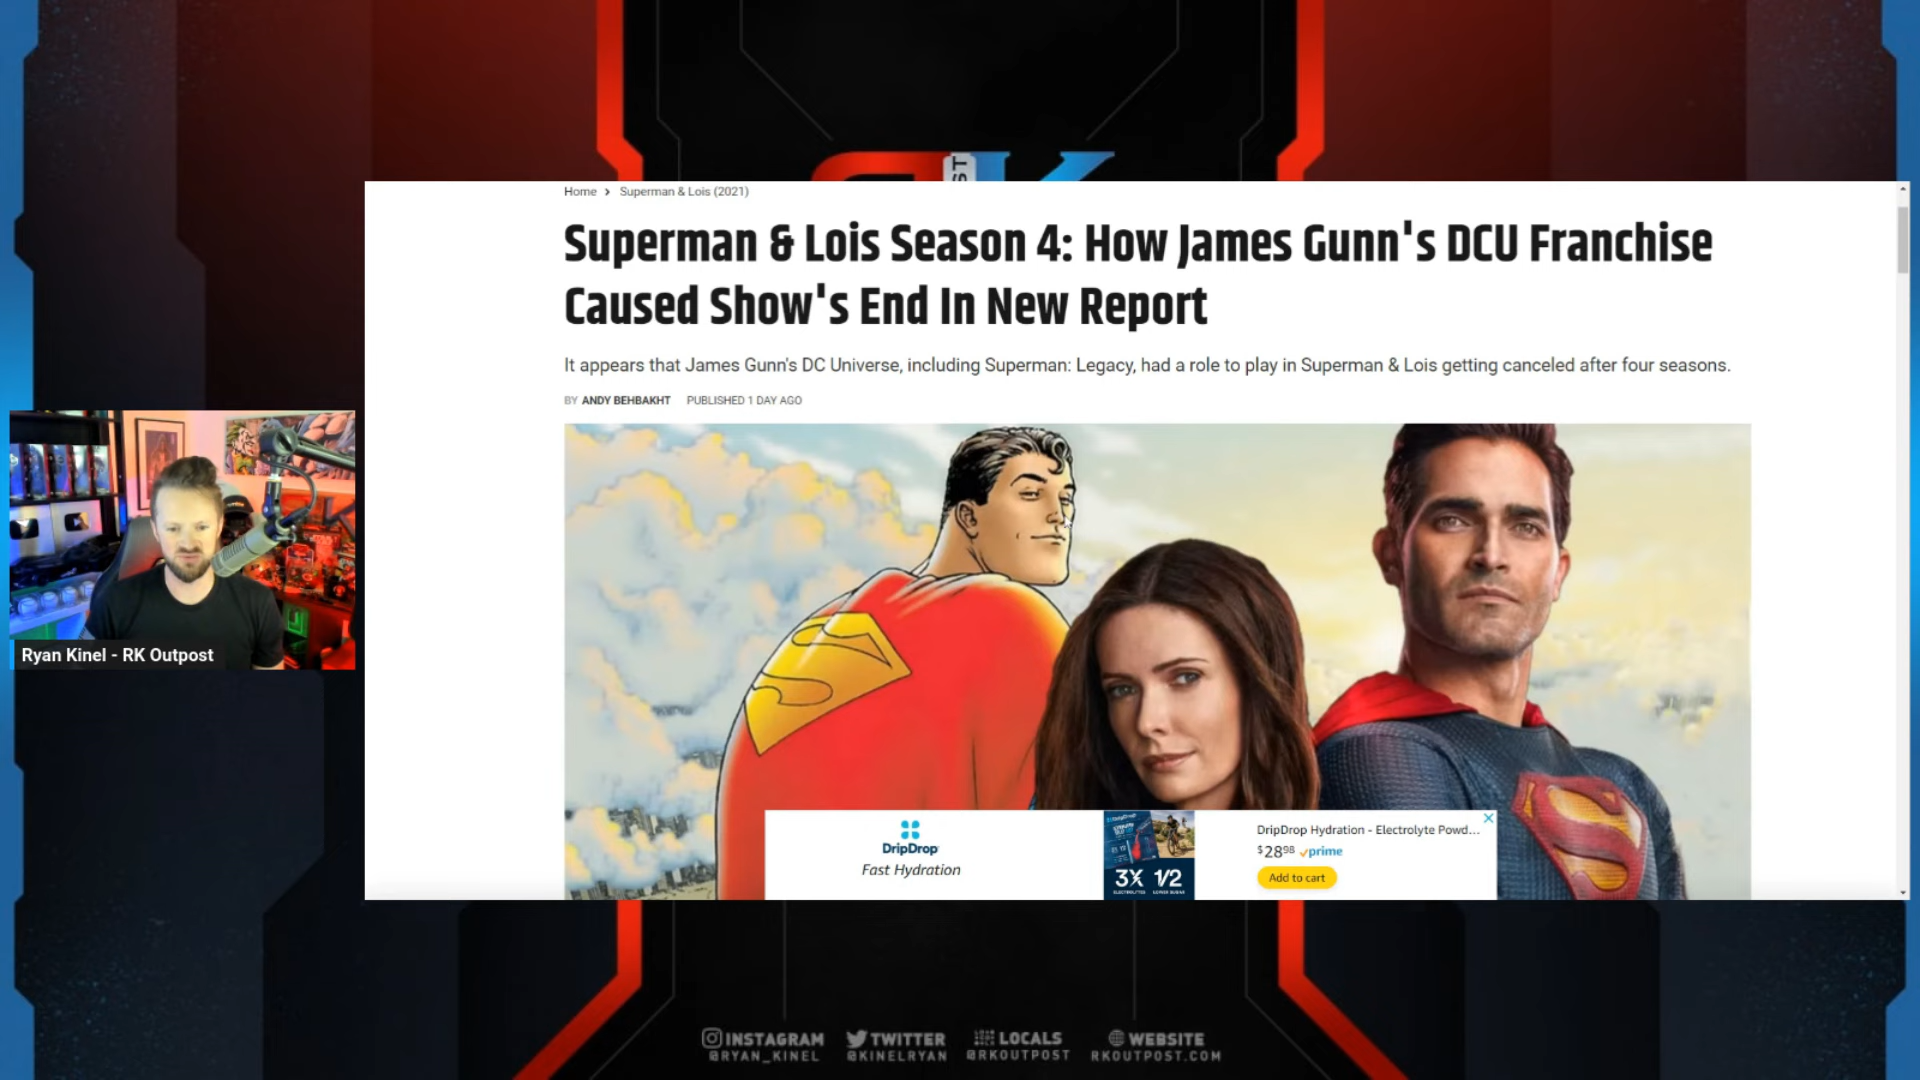 ST
Home > Superman & Lois (2021)
Superman & Lois Season 4: How James Gunn's DCU Franchise
Caused Show's End In New Report
It appears that James Gunn's DC Universe, including Superman: Legacy, had a role to play in Superman & Lois getting canceled after four seasons.
BY ANDY BEHBAKHT PUBLISHED 1 DAY AGO
Ryan Kinel - RK Outpost
DripDrop
Fast Hydration
3X 1/2
DripDrop Hydration - Electrolyte Powd...
$28.98 prime
Add to cart
INSTAGRAM
@RYAN_KINEL
TWITTER
@KINELRYAN
LOCALS
@RKOUTPOST
WEBSITE
RKOUTPOST.COM